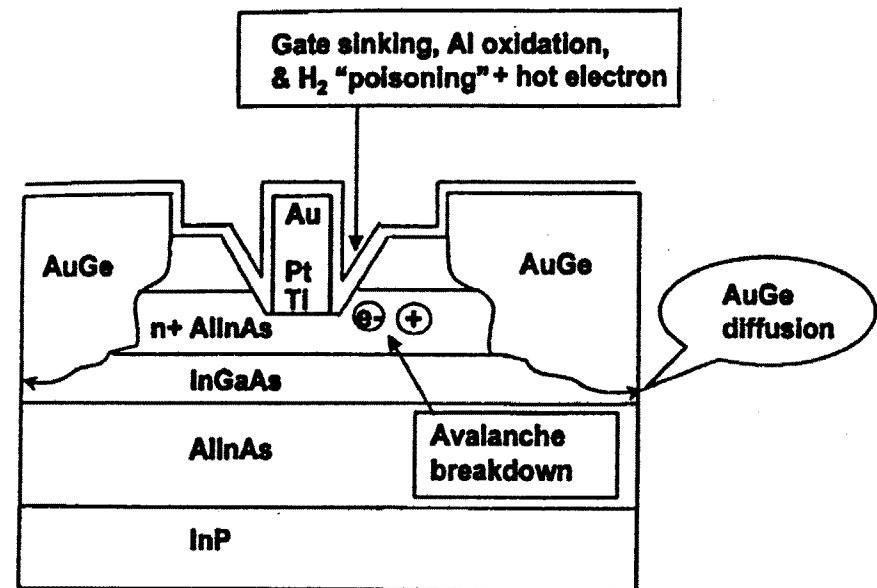 Gate sinking, Al oxidation,
& H₂ "poisoning" + hot electron
Au
Pt
Ti
AuGe
AuGe
n+ AlInAs
e-
+
InGaAs
AlInAs
InP
AuGe
diffusion
Avalanche
breakdown